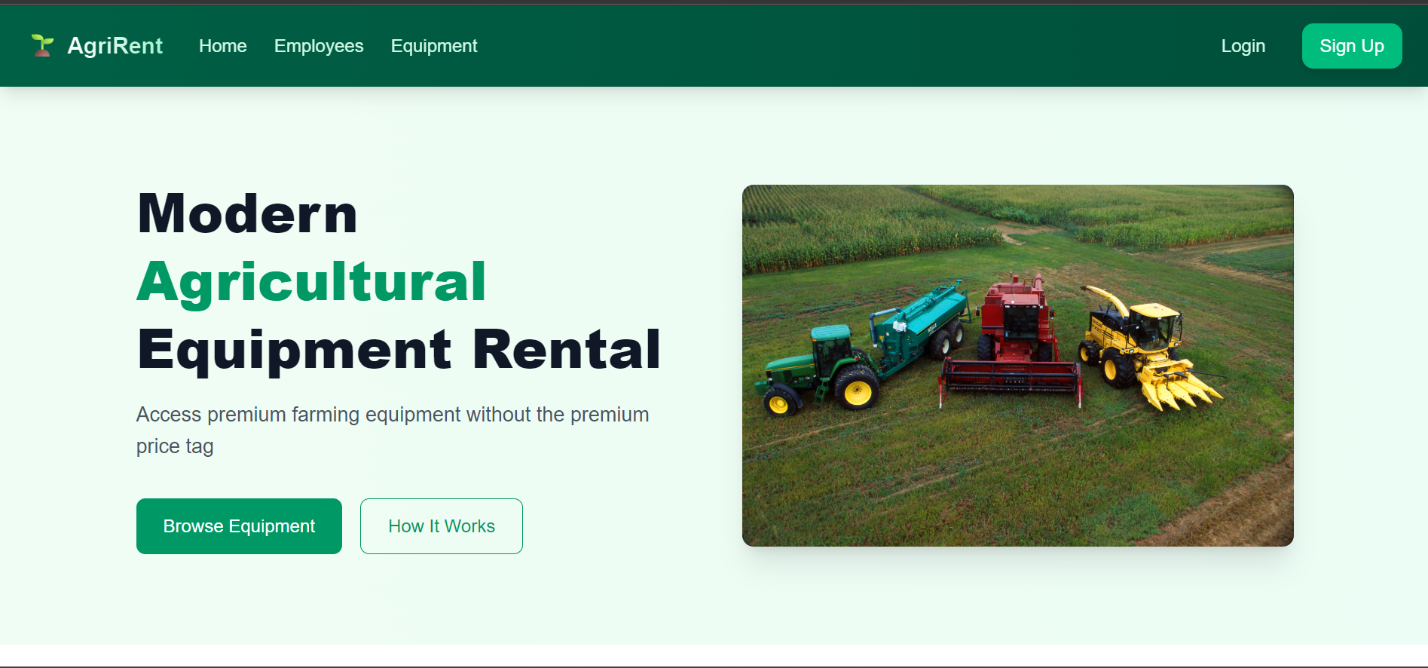 AgriRent Home Employees Equipment Login Sign Up
Modern
Agricultural
Equipment Rental
Access premium farming equipment without the premium
price tag
Browse Equipment How It Works